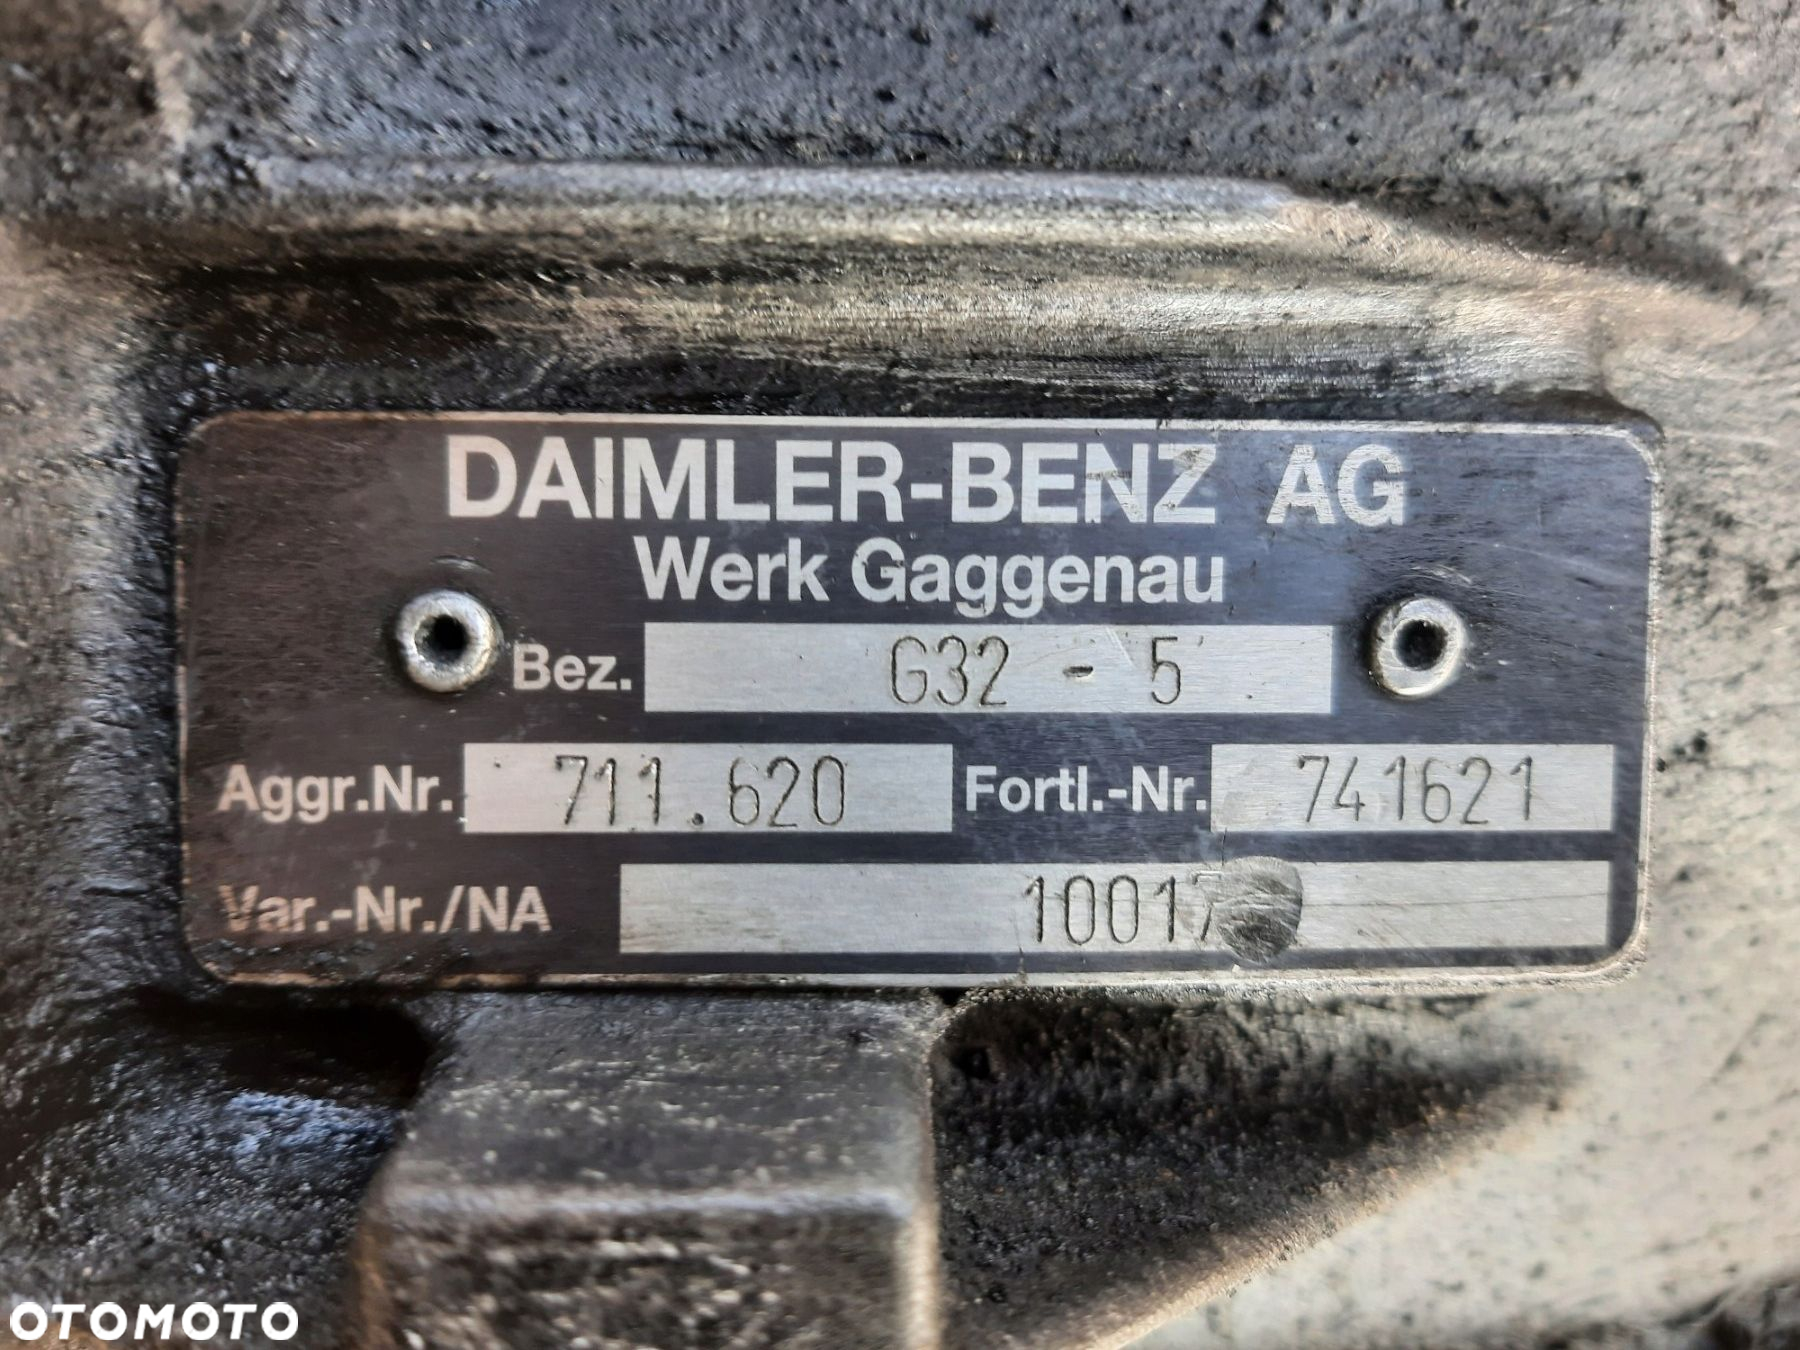 DAIMLER-BENZ AG
Werk Gaggenau
Bez. G32 - 5
Aggr.Nr. 711.620 Fortl.-Nr. 741621
Var.-Nr./NA 10017
OTOMOTO